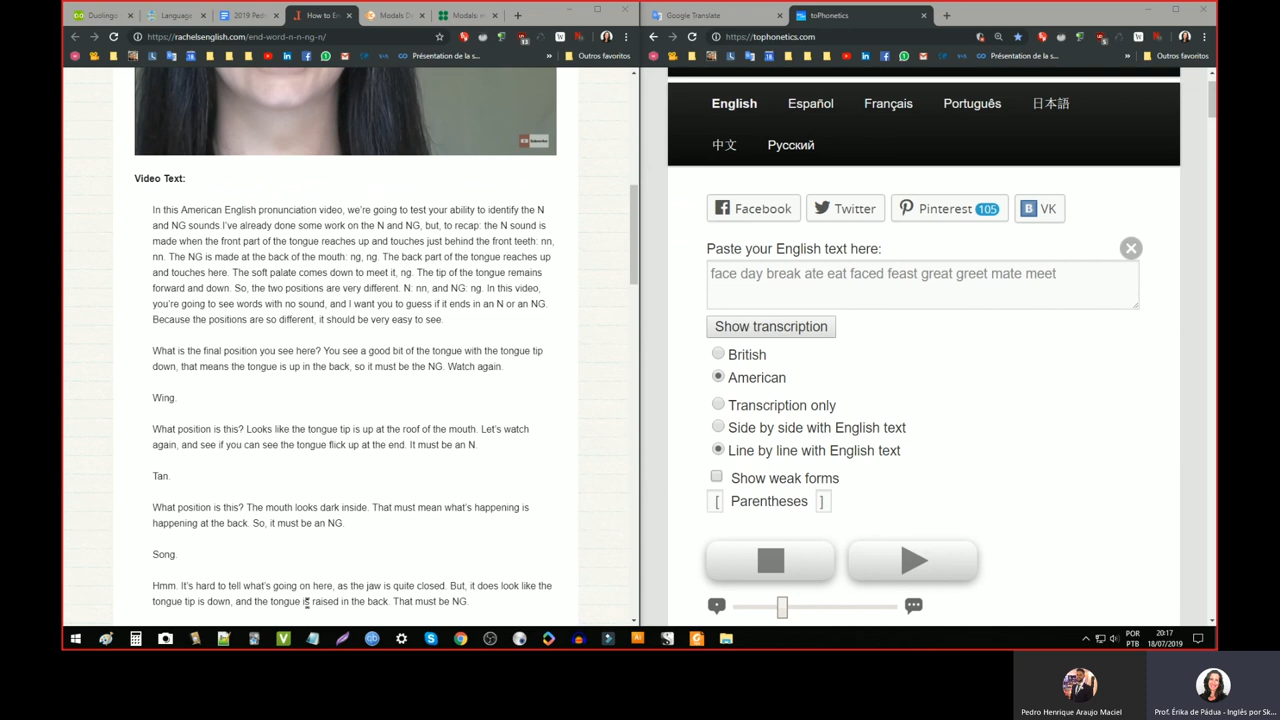 Duolingo
Language
2019 Pedr
How to En
Modals De
Modals: m
Google Translate
toPhonetics
https://rachelsenglish.com/end-word-n-n-ng-n/
https://tophonetics.com
Présentation de la s...
Outros favoritos
Présentation de la s...
Outros favoritos
Subscribe
Video Text:
In this American English pronunciation video, we're going to test your ability to identify the N
and NG sounds.I've already done some work on the N and NG, but, to recap: the N sound is
made when the front part of the tongue reaches up and touches just behind the front teeth: nn,
nn. The NG is made at the back of the mouth: ng, ng. The back part of the tongue reaches up
and touches here. The soft palate comes down to meet it, ng. The tip of the tongue remains
forward and down. So, the two positions are very different. N: nn, and NG: ng. In this video,
you're going to see words with no sound, and I want you to guess if it ends in an N or an NG.
Because the positions are so different, it should be very easy to see.
What is the final position you see here? You see a good bit of the tongue with the tongue tip
down, that means the tongue is up in the back, so it must be the NG. Watch again.
Wing.
What position is this? Looks like the tongue tip is up at the roof of the mouth. Let's watch
again, and see if you can see the tongue flick up at the end. It must be an N.
Tan.
What position is this? The mouth looks dark inside. That must mean what's happening is
happening at the back. So, it must be an NG.
Song.
Hmm. It's hard to tell what's going on here, as the jaw is quite closed. But, it does look like the
tongue tip is down, and the tongue is raised in the back. That must be NG.
English
Español
Français
Português
日本語
中文
Русский
Facebook
Twitter
Pinterest 105
VK
Paste your English text here:
face day break ate eat faced feast great greet mate meet
Show transcription
British
American
Transcription only
Side by side with English text
Line by line with English text
Show weak forms
[ Parentheses ]
POR
PTB
20:17
18/07/2019
Pedro Henrique Araujo Maciel
Prof. Érika de Pádua - Inglês por Sk...